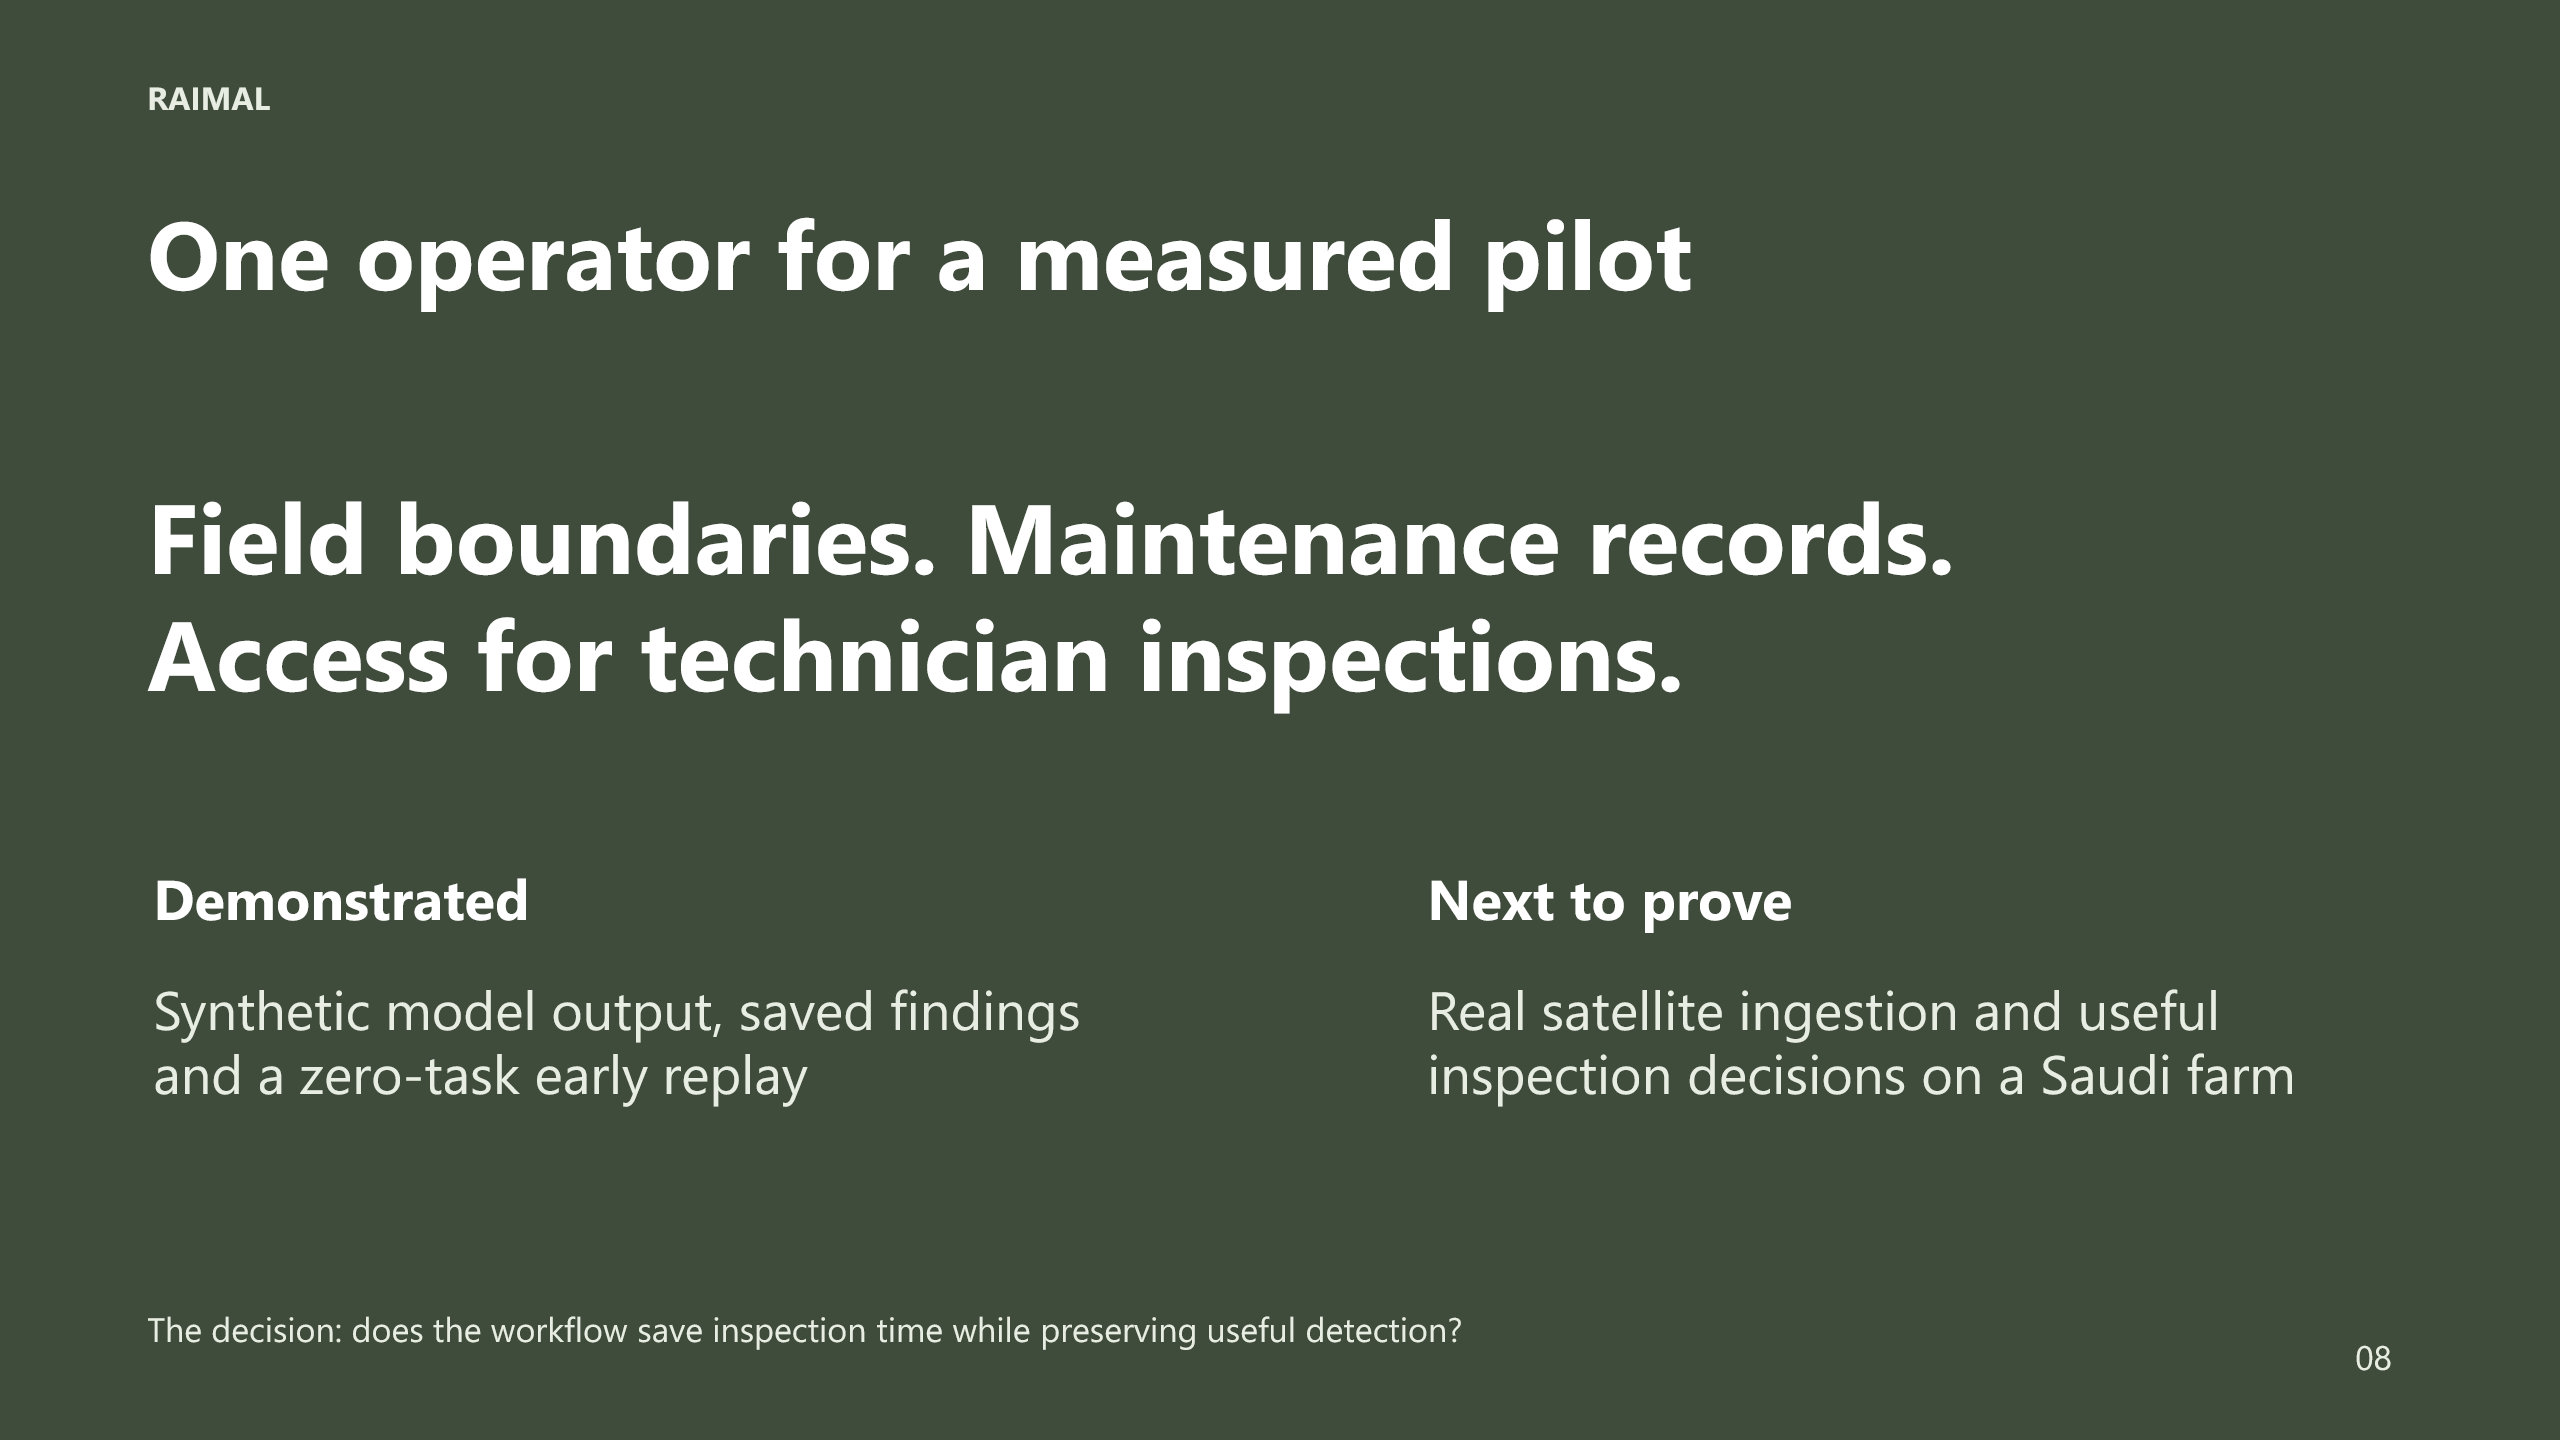 RAIMAL
One operator for a measured pilot
Field boundaries. Maintenance records.
Access for technician inspections.
Demonstrated
Synthetic model output, saved findings
and a zero-task early replay
Next to prove
Real satellite ingestion and useful
inspection decisions on a Saudi farm
The decision: does the workflow save inspection time while preserving useful detection?
08